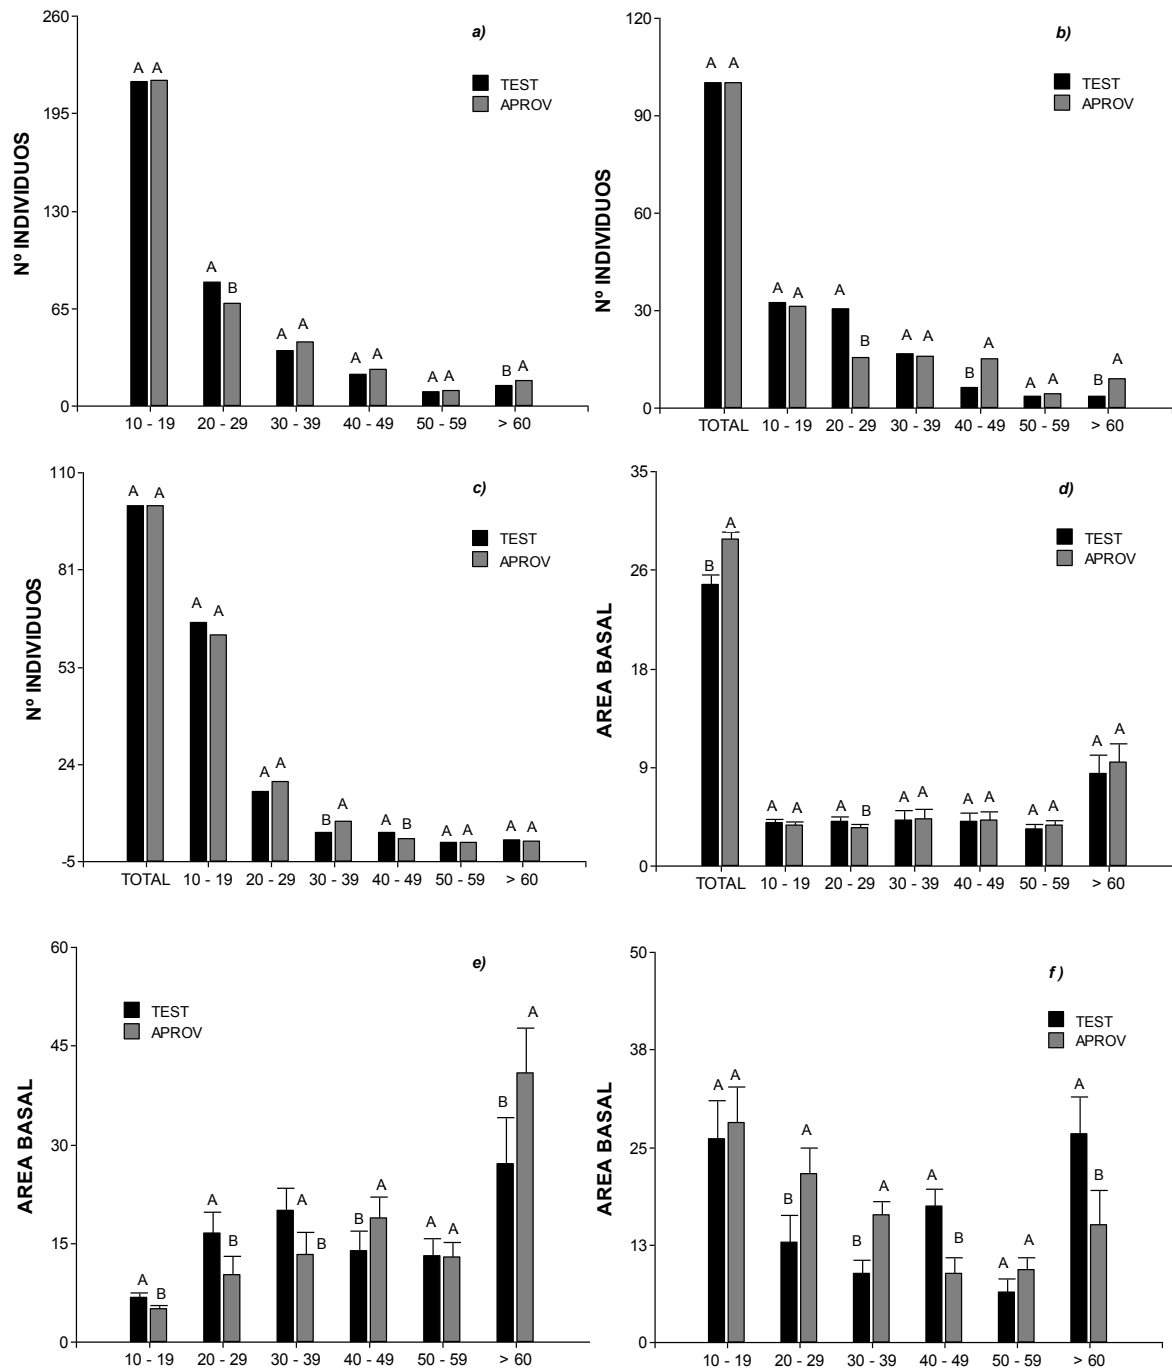 a)
TEST
APROV
Nº INDIVIDUOS
260
195
130
65
0
A A
A B
A A
A A
A A
B A
10 - 19 20 - 29 30 - 39 40 - 49 50 - 59 > 60
b)
TEST
APROV
Nº INDIVIDUOS
120
90
60
30
0
A A
A A
A B
A A
B A
A A
B A
TOTAL 10 - 19 20 - 29 30 - 39 40 - 49 50 - 59 > 60
c)
TEST
APROV
Nº INDIVIDUOS
110
81
53
24
-5
A A
A A
A A
B A
A B
A A
A A
TOTAL 10 - 19 20 - 29 30 - 39 40 - 49 50 - 59 > 60
d)
TEST
APROV
AREA BASAL
35
26
18
9
0
B A
A A
A B
A A
A A
A A
A A
TOTAL 10 - 19 20 - 29 30 - 39 40 - 49 50 - 59 > 60
e)
TEST
APROV
AREA BASAL
60
45
30
15
0
A B
A B
A B
B A
A A
B A
10 - 19 20 - 29 30 - 39 40 - 49 50 - 59 > 60
f )
TEST
APROV
AREA BASAL
50
38
25
13
0
A A
B A
B A
A B
A A
A B
10 - 19 20 - 29 30 - 39 40 - 49 50 - 59 > 60